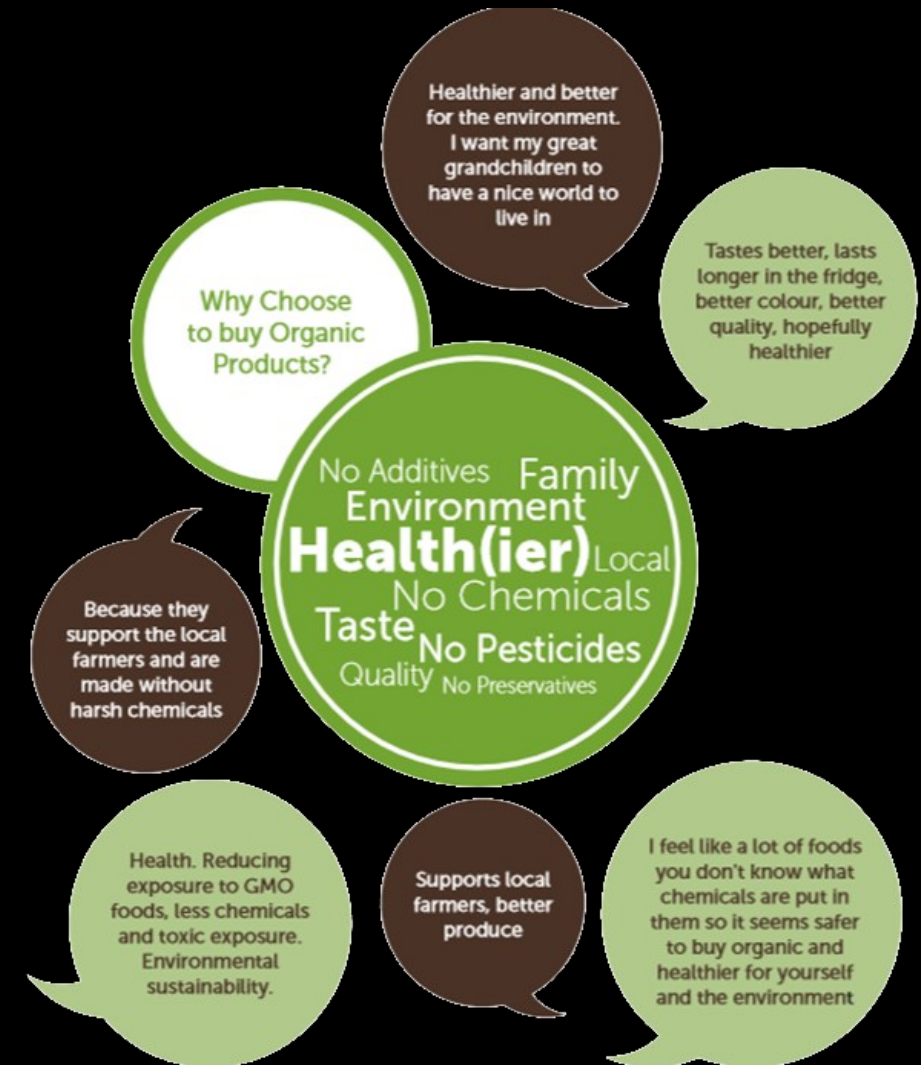 Healthier and better
for the environment.
I want my great
grandchildren to
have a nice world to
live in
Tastes better, lasts
longer in the fridge,
better colour, better
quality, hopefully
healthier
Why Choose
to buy Organic
Products?
No Additives Family
Environment
Health(ier) Local
No Chemicals
Taste No Pesticides
Quality No Preservatives
Because they
support the local
farmers and are
made without
harsh chemicals
Health. Reducing
exposure to GMO
foods, less chemicals
and toxic exposure.
Environmental
sustainability.
Supports local
farmers, better
produce
I feel like a lot of foods
you don't know what
chemicals are put in
them so it seems safer
to buy organic and
healthier for yourself
and the environment